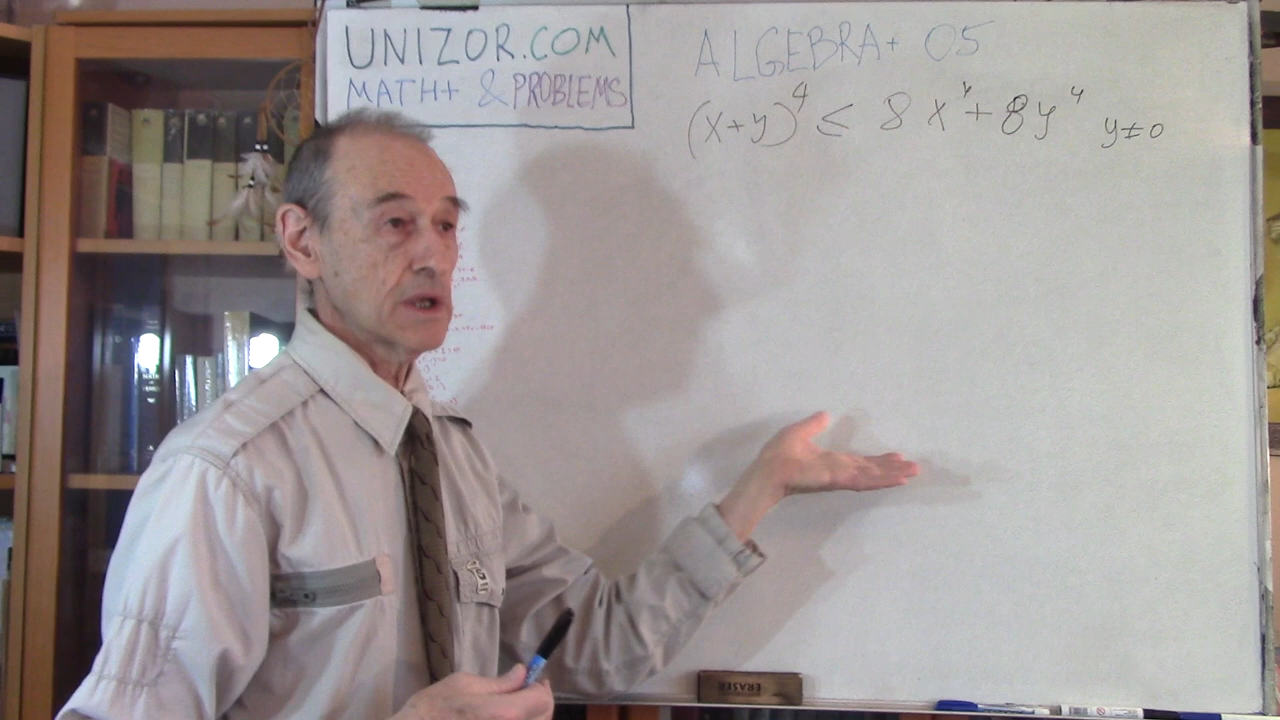 UNIZOR.COM
MATH+ & PROBLEMS
ALGEBRA+ 05
(x+y)⁴ ≤ 8x⁴+8y⁴ y≠0
ERASER